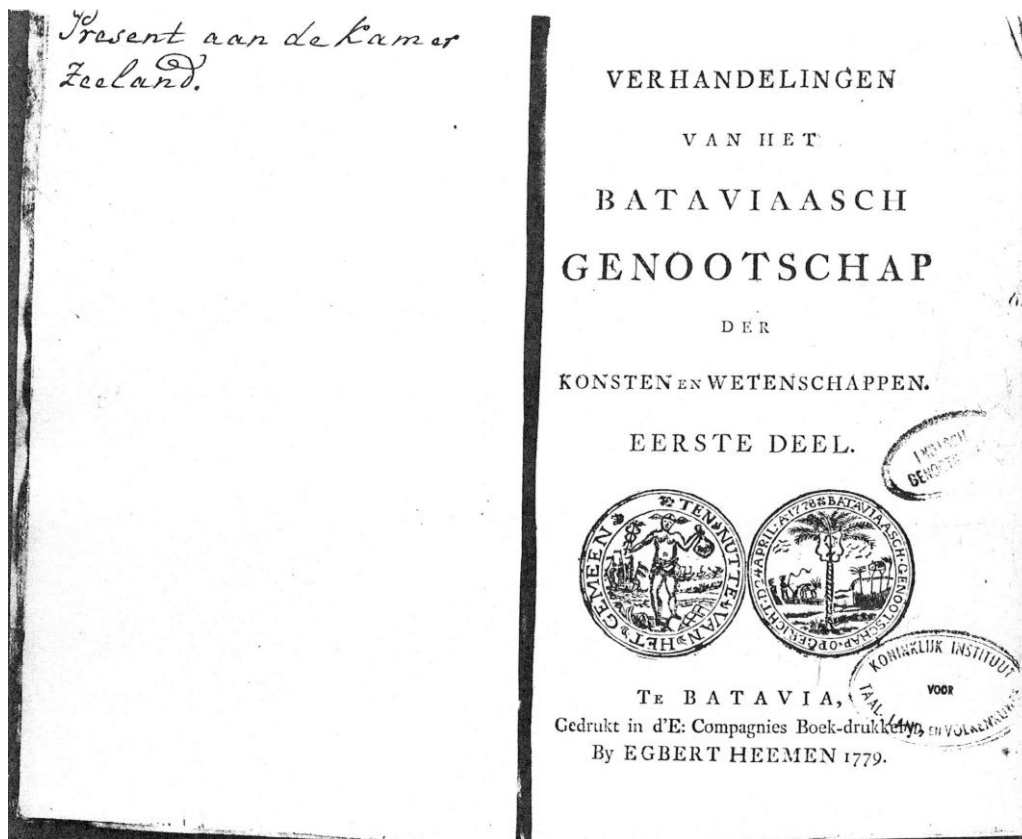 Present aan de Kamer
Zeeland.
VERHANDELINGEN
VAN HET
BATAVIAASCH
GENOOTSCHAP
DER
KONSTEN EN WETENSCHAPPEN.
EERSTE DEEL.
INDISCH
TEN NUTTE VAN HET GEMEEN
BATAVIAASCH GENOOTSCHAP OPGERICHT D: 24 APRIL A: 1778
KONINKLIJK INSTITUUT
VOOR
TAAL- LAND- EN VOLKENKUNDE
TE BATAVIA,
Gedrukt in d'E: Compagnies Boek-drukkery,
By EGBERT HEEMEN 1779.